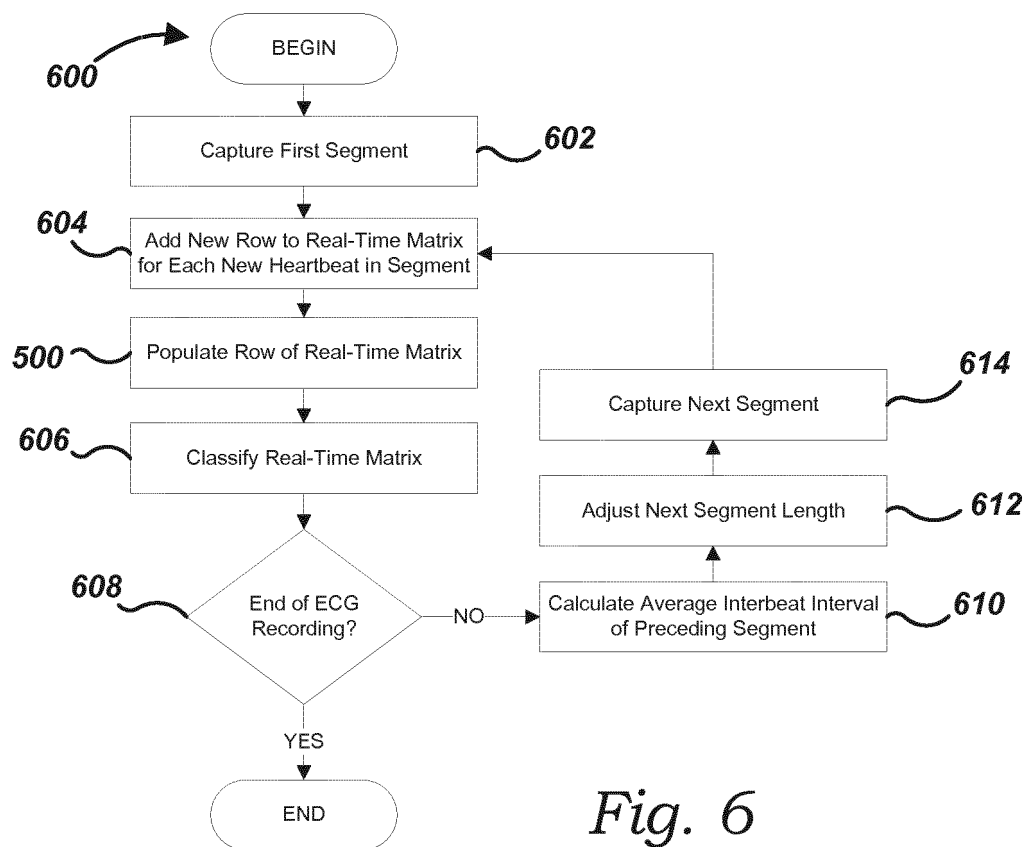 600
BEGIN
Capture First Segment
602
604
Add New Row to Real-Time Matrix
for Each New Heartbeat in Segment
500
Populate Row of Real-Time Matrix
606
Classify Real-Time Matrix
608
End of ECG
Recording?
NO
YES
END
Calculate Average Interbeat Interval
of Preceding Segment
610
Adjust Next Segment Length
612
Capture Next Segment
614
Fig. 6